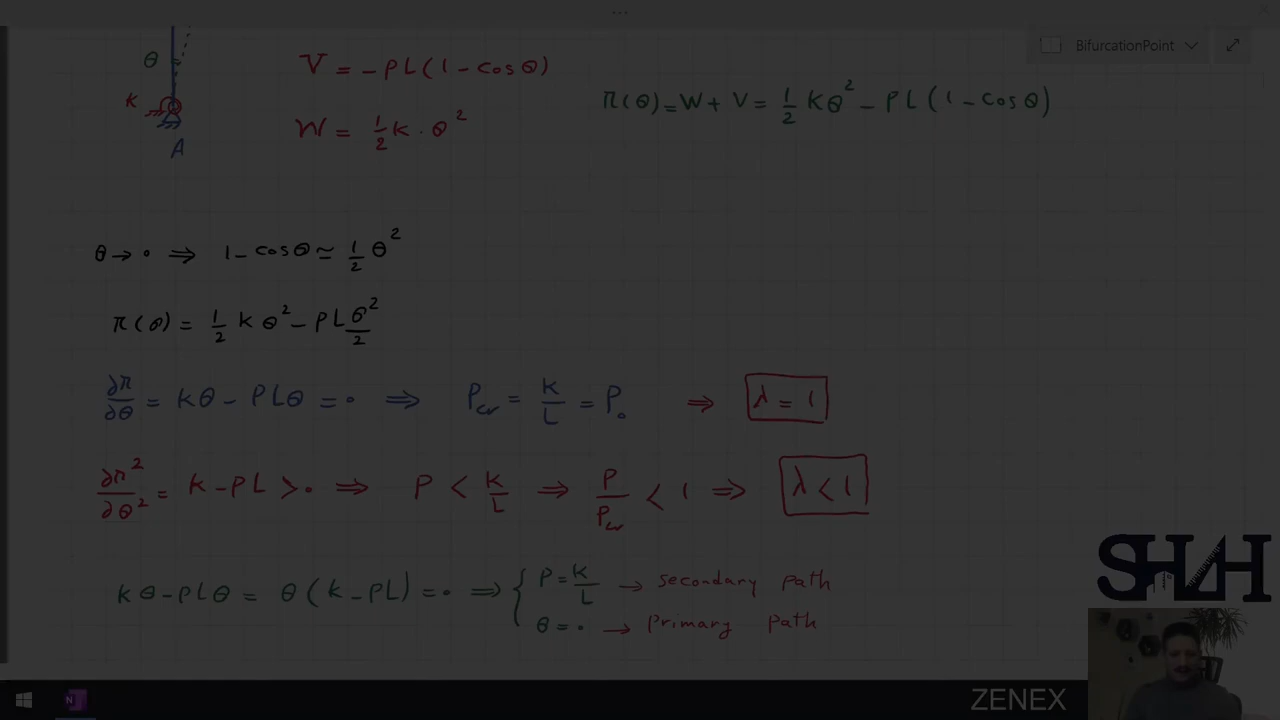 BifurcationPoint
θ
K
A
V = -PL(1-cosθ)
W = 1/2 K · θ²
π(θ) = W + V = 1/2 Kθ² - PL(1-cosθ)
θ → 0 ⇒ 1-cosθ ≃ 1/2 θ²
π(θ) = 1/2 Kθ² - PL θ²/2
∂π/∂θ = Kθ - PLθ = 0 ⇒ Pcr = K/L = P₀ ⇒ λ = 1
∂π²/∂θ² = K - PL > 0 ⇒ P < K/L ⇒ P/Pcr < 1 ⇒ λ < 1
Kθ - PLθ = θ(K - PL) = 0 ⇒ { P = K/L → secondary path
θ = 0 → primary path
SHLH
ZENEX